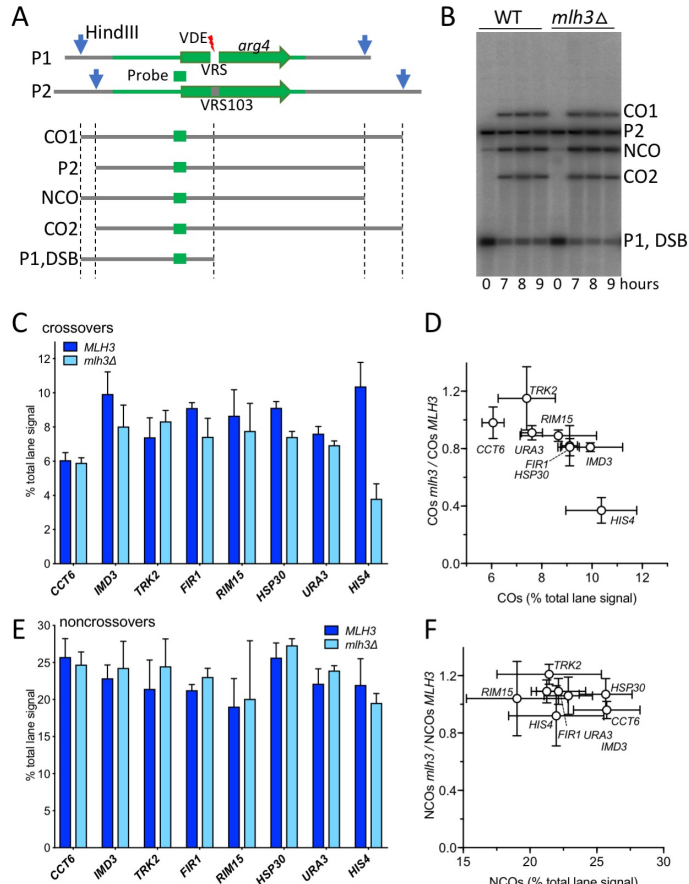 A
HindIII
VDE
arg4
P1
VRS
Probe
P2
VRS103
CO1
P2
NCO
CO2
P1,DSB
B
WT mlh3Δ
CO1
P2
NCO
CO2
P1, DSB
0 7 8 9 0 7 8 9 hours
C
crossovers
MLH3
mlh3Δ
% total lane signal
12
10
8
6
4
2
0
CCT6 IMD3 TRK2 FIR1 RIM15 HSP30 URA3 HIS4
D
COs mlh3 / COs MLH3
1.2
0.8
0.4
0.0
TRK2
RIM15
CCT6
URA3
FIR1
HSP30
IMD3
HIS4
6 8 10 12
COs (% total lane signal)
E
noncrossovers
MLH3
mlh3Δ
% total lane signal
30
25
20
15
10
5
0
CCT6 IMD3 TRK2 FIR1 RIM15 HSP30 URA3 HIS4
F
NCOs mlh3 / NCOs MLH3
1.2
0.8
0.4
0.0
TRK2
RIM15
HSP30
HIS4
CCT6
FIR1 URA3
IMD3
15 20 25 30
NCOs (% total lane signal)